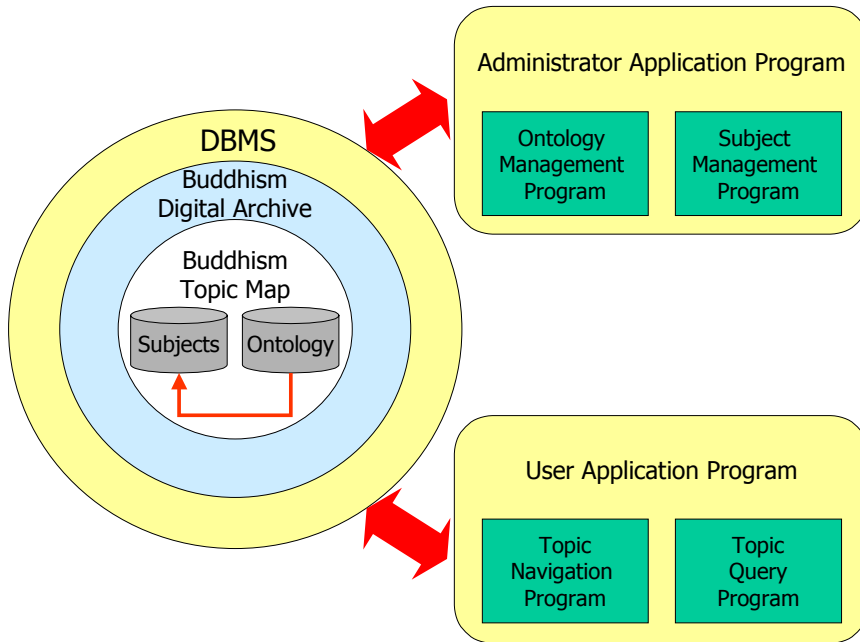 DBMS
Buddhism
Digital Archive
Buddhism
Topic Map
Subjects
Ontology
Administrator Application Program
Ontology
Management
Program
Subject
Management
Program
User Application Program
Topic
Navigation
Program
Topic
Query
Program